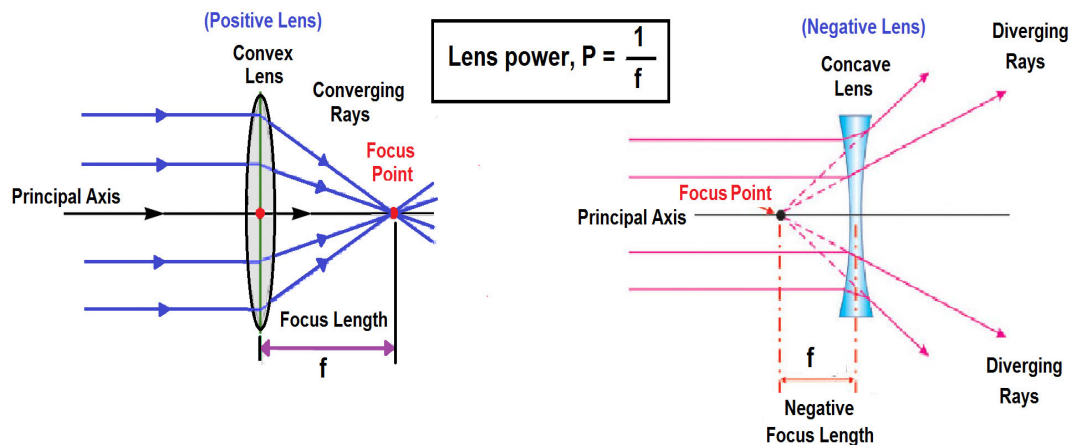 (Positive Lens)
Convex
Lens
Converging
Rays
Focus
Point
Principal Axis
Focus Length
f
Lens power, P = 1/f
(Negative Lens)
Concave
Lens
Diverging
Rays
Focus Point
Principal Axis
f
Negative
Focus Length
Diverging
Rays